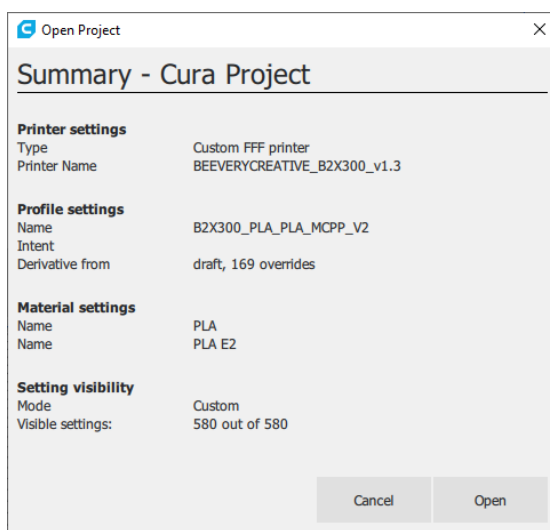 Open Project
Summary - Cura Project
Printer settings
Type Custom FFF printer
Printer Name BEEVERYCREATIVE_B2X300_v1.3
Profile settings
Name B2X300_PLA_PLA_MCPP_V2
Intent
Derivative from draft, 169 overrides
Material settings
Name PLA
Name PLA E2
Setting visibility
Mode Custom
Visible settings: 580 out of 580
Cancel Open